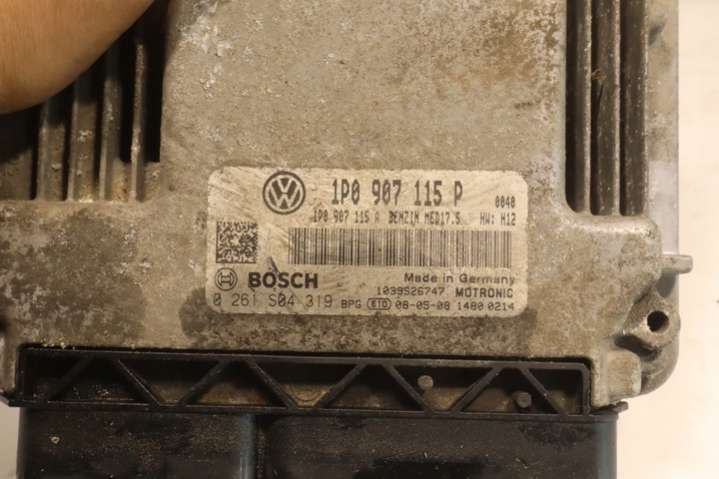 1P0 907 115 P 0040
1P0 907 115 A BENZIN MED17.5 HW: H12
BOSCH Made in Germany
1039S26747 MOTRONIC
0 261 S04 319 BPG ETD 08-05-08 1480 0214